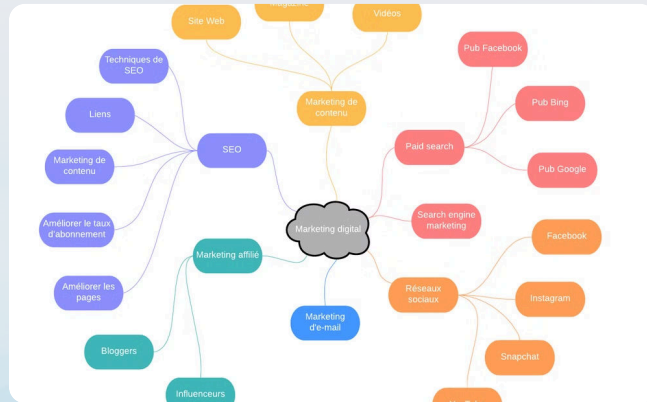 Magazine
Site Web
Vidéos
Techniques de
SEO
Pub Facebook
Liens
Marketing de
contenu
Pub Bing
SEO
Paid search
Marketing de
contenu
Pub Google
Améliorer le taux
d'abonnement
Marketing digital
Search engine
marketing
Facebook
Marketing affilié
Améliorer les
pages
Réseaux
sociaux
Instagram
Marketing
d'e-mail
Bloggers
Snapchat
Influenceurs